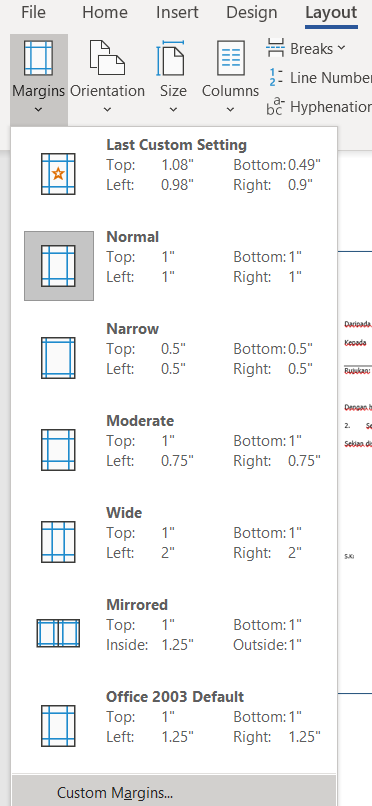 File Home Insert Design Layout
Margins Orientation Size Columns
Breaks
Line Number
Hyphenation
Last Custom Setting
Top: 1.08" Bottom: 0.49"
Left: 0.98" Right: 0.9"
Normal
Top: 1" Bottom: 1"
Left: 1" Right: 1"
Narrow
Top: 0.5" Bottom: 0.5"
Left: 0.5" Right: 0.5"
Moderate
Top: 1" Bottom: 1"
Left: 0.75" Right: 0.75"
Wide
Top: 1" Bottom: 1"
Left: 2" Right: 2"
Mirrored
Top: 1" Bottom: 1"
Inside: 1.25" Outside: 1"
Office 2003 Default
Top: 1" Bottom: 1"
Left: 1.25" Right: 1.25"
Custom Margins...
Daripada
Kepada
Rujukan:
Dengan
2.
Sekian